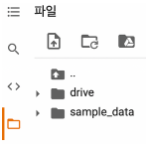 파일
..
drive
sample_data